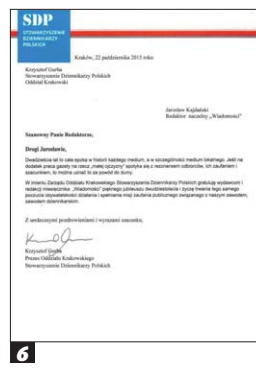 SDP
STOWARZYSZENIE
DZIENNIKARZY
POLSKICH
Kraków, 22 października 2015 roku
Krzysztof Gurba
Stowarzyszenie Dziennikarzy Polskich
Oddział Krakowski
Jarosław Kajdański
Redaktor naczelny „Wiadomości”
Szanowny Panie Redaktorze,
Drogi Jarosławie,
Dwadzieścia lat to cała epoka w historii każdego medium, a w szczególności medium lokalnego. Jeśli na
dodatek praca gazety na rzecz „małej ojczyzny” spotyka się z rezonansem odbiorców, ich zaufaniem i
szacunkiem, to można uznać to za powód do dumy.
W imieniu Zarządu Oddziału Krakowskiego Stowarzyszenia Dziennikarzy Polskich gratuluję wydawcom i
redakcji miesięcznika „Wiadomości” pięknego jubileuszu dwudziestolecia i życzę trwania tego samego
poczucia obywatelskości działania i spełniania misji zaufania publicznego związanego z naszym zawodem,
zawodem dziennikarskim.
Z serdecznymi pozdrowieniami i wyrazami szacunku,
Krzysztof Gurba
Prezes Oddziału Krakowskiego
Stowarzyszenie Dziennikarzy Polskich
6